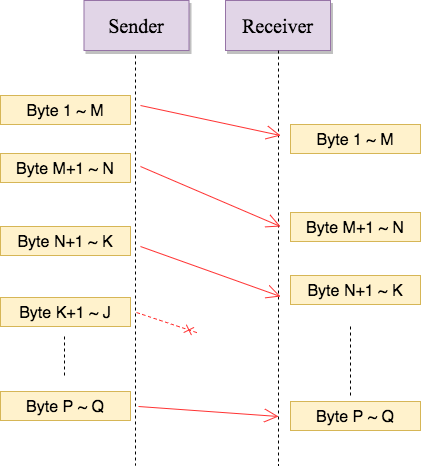 Sender
Receiver
Byte 1 ~ M
Byte 1 ~ M
Byte M+1 ~ N
Byte M+1 ~ N
Byte N+1 ~ K
Byte N+1 ~ K
Byte K+1 ~ J
Byte P ~ Q
Byte P ~ Q